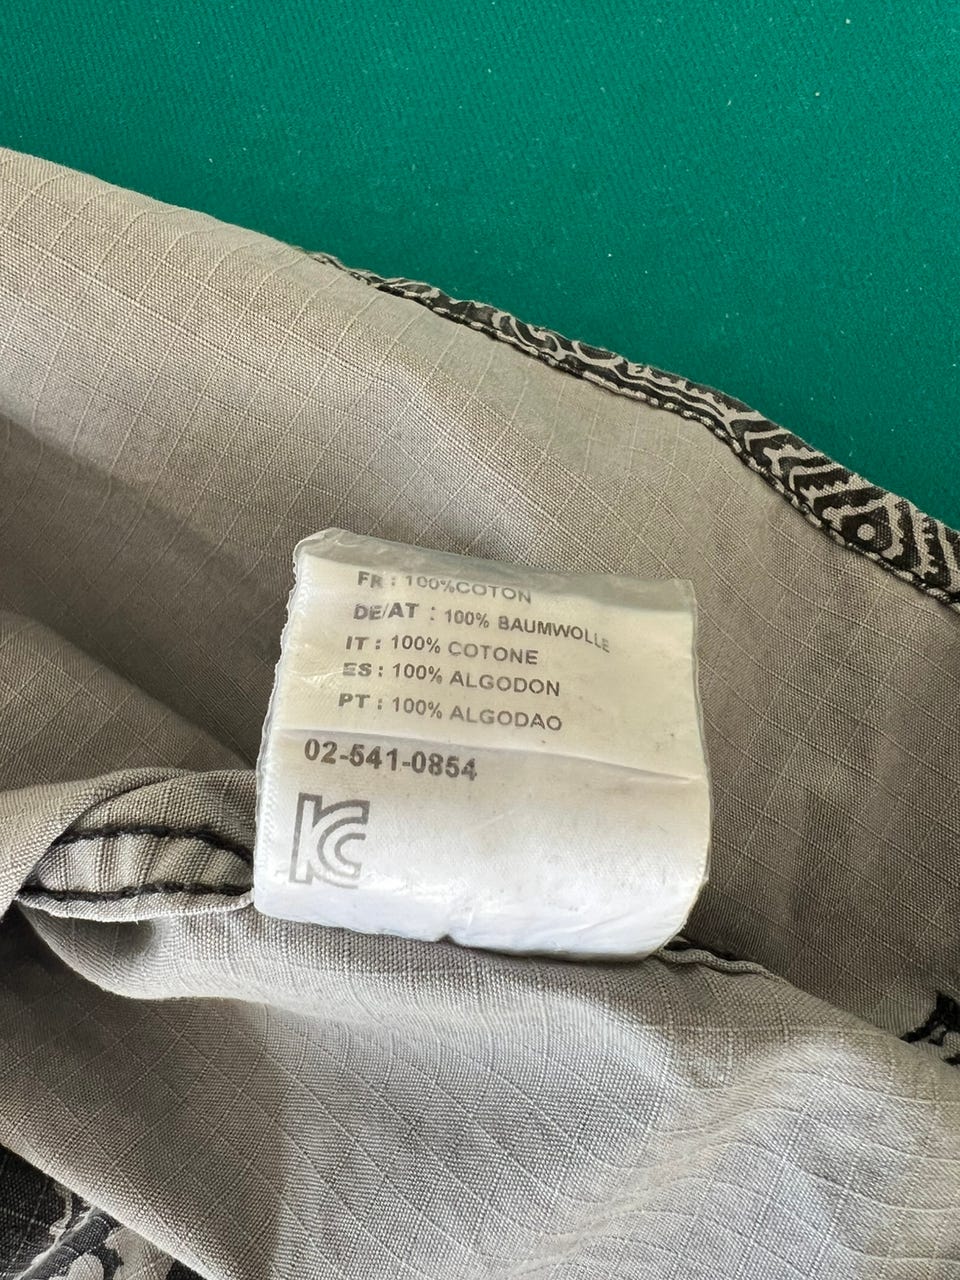 FR : 100%COTON
DE/AT : 100% BAUMWOLLE
IT : 100% COTONE
ES : 100% ALGODON
PT : 100% ALGODAO
02-541-0854
KC